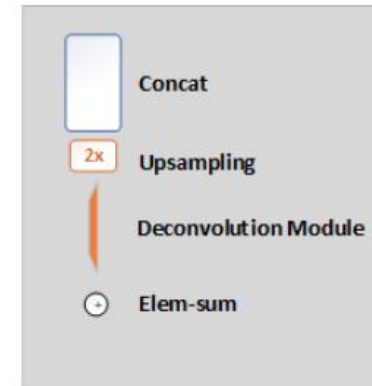 Concat
2x Upsampling
Deconvolution Module
+ Elem-sum